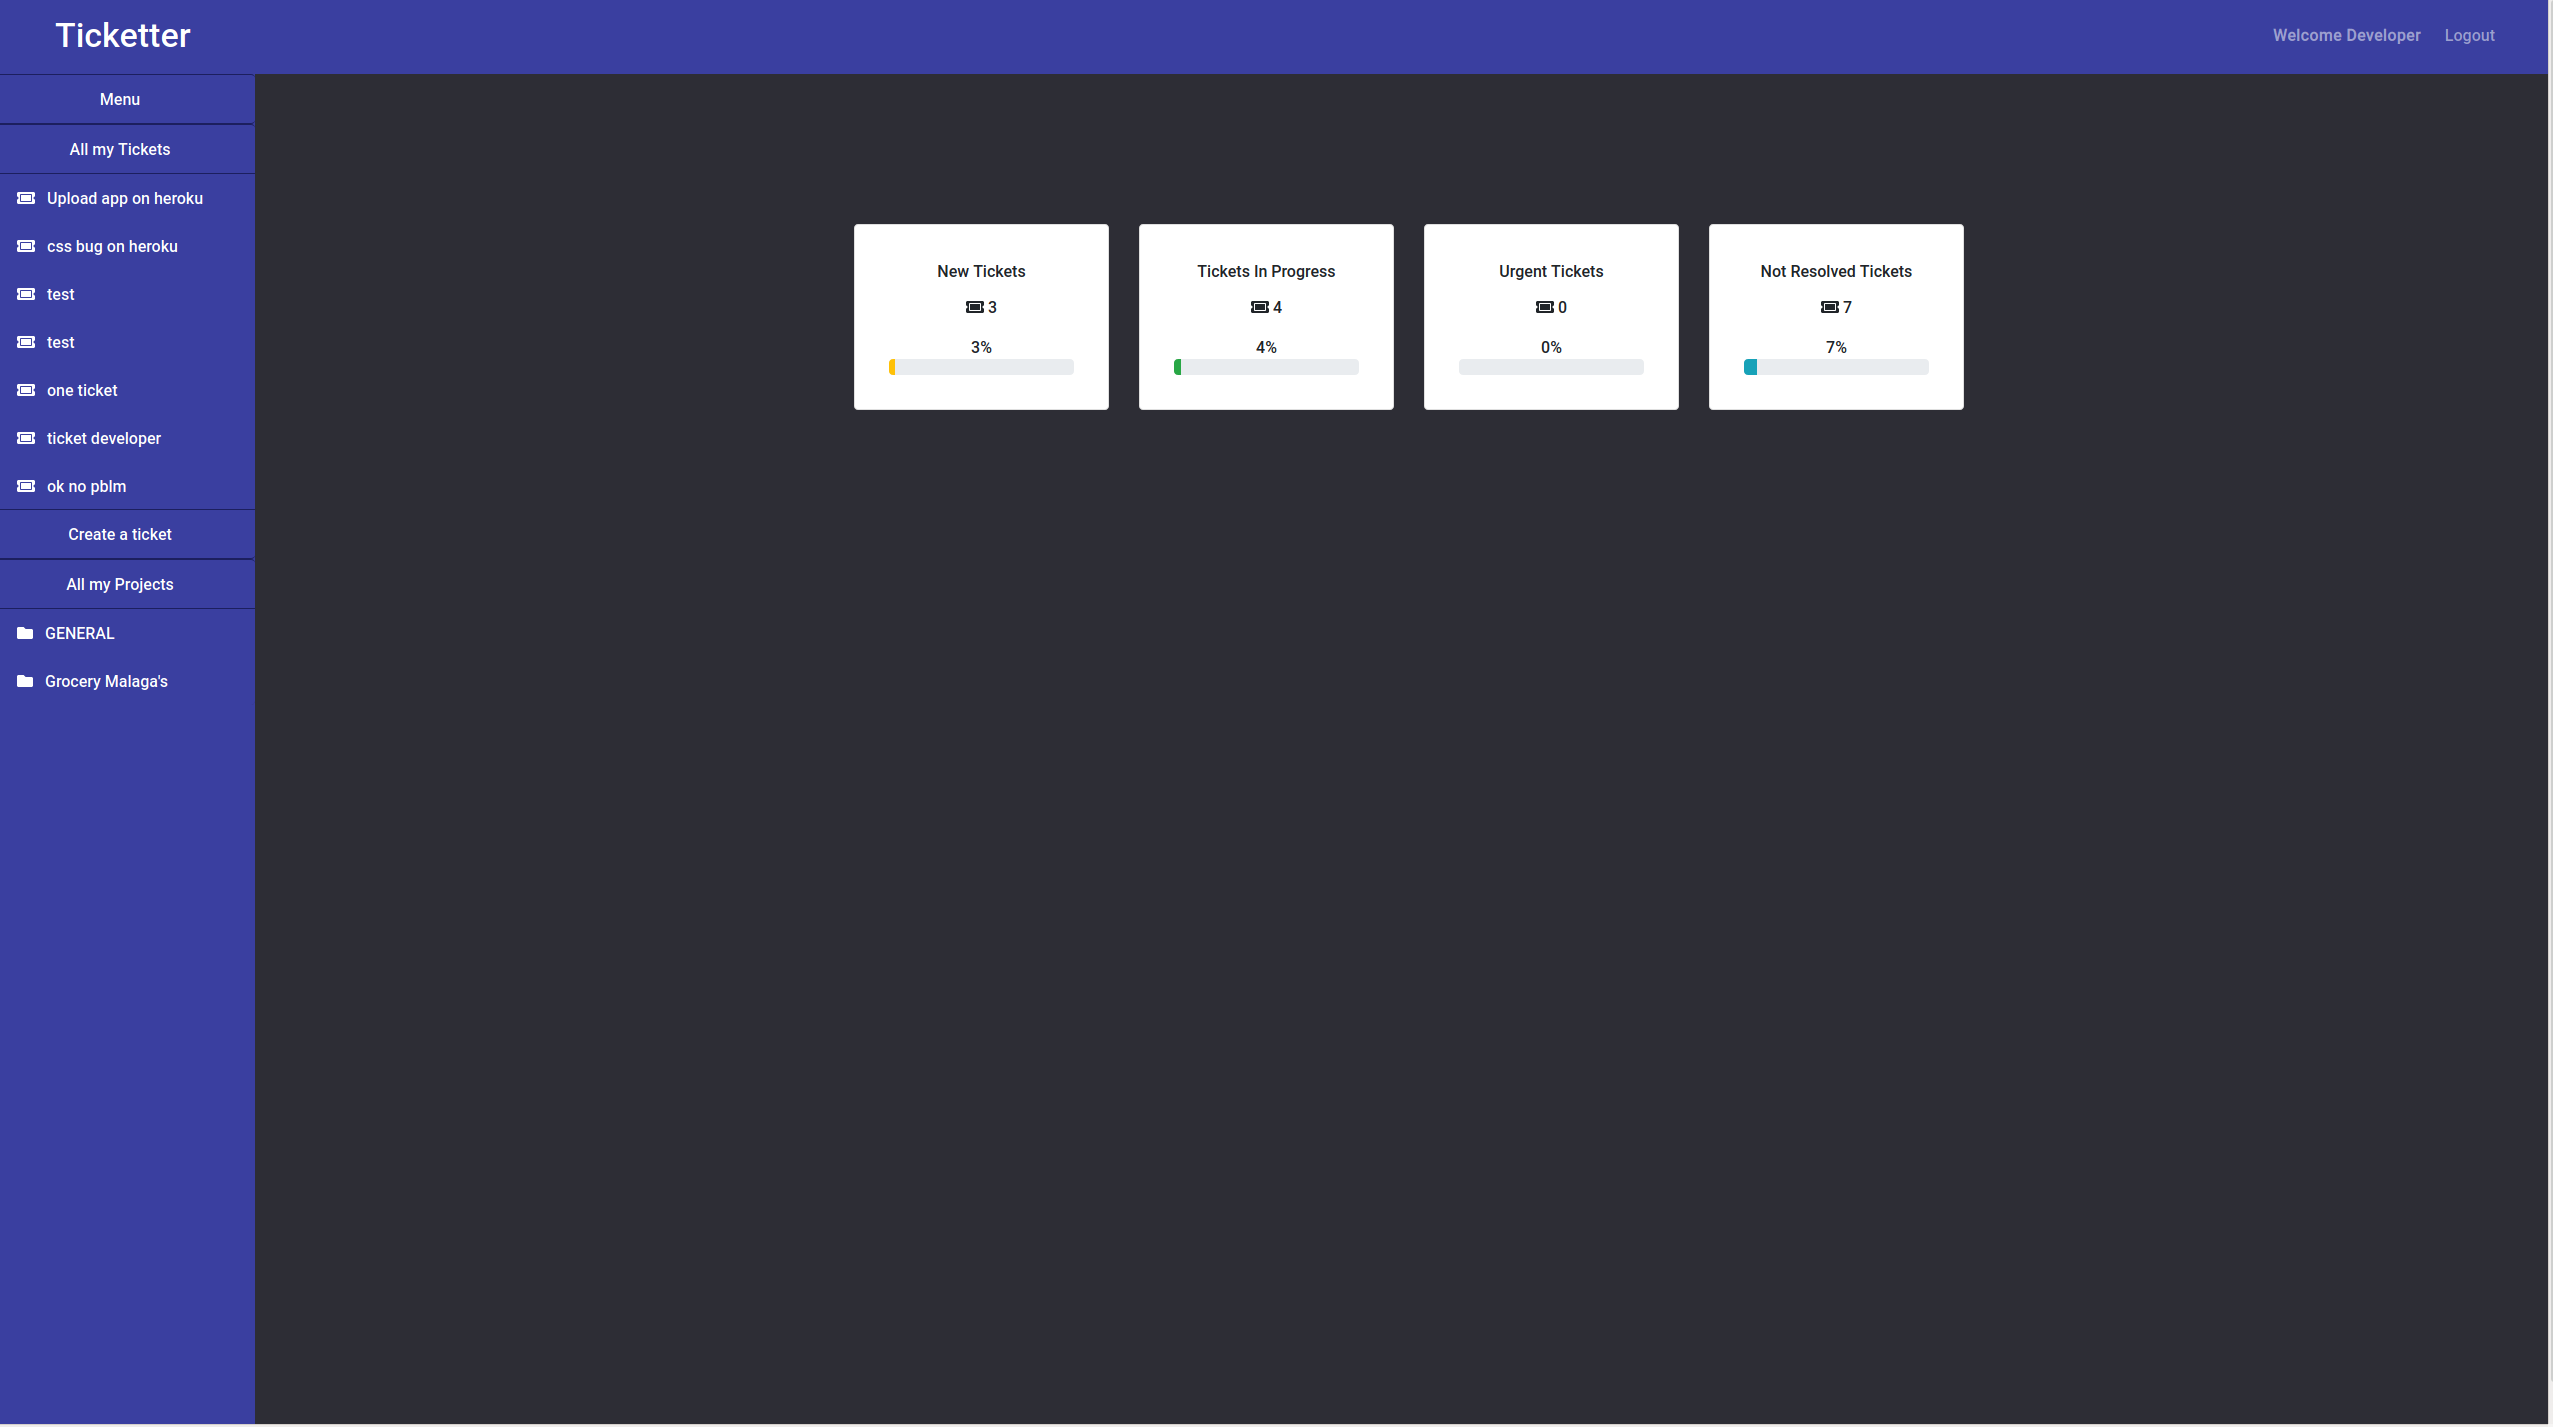 Ticketter
Welcome Developer
Logout
Menu
All my Tickets
Upload app on heroku
css bug on heroku
test
test
one ticket
ticket developer
ok no pblm
Create a ticket
All my Projects
GENERAL
Grocery Malaga's
New Tickets
3
3%
Tickets In Progress
4
4%
Urgent Tickets
0
0%
Not Resolved Tickets
7
7%